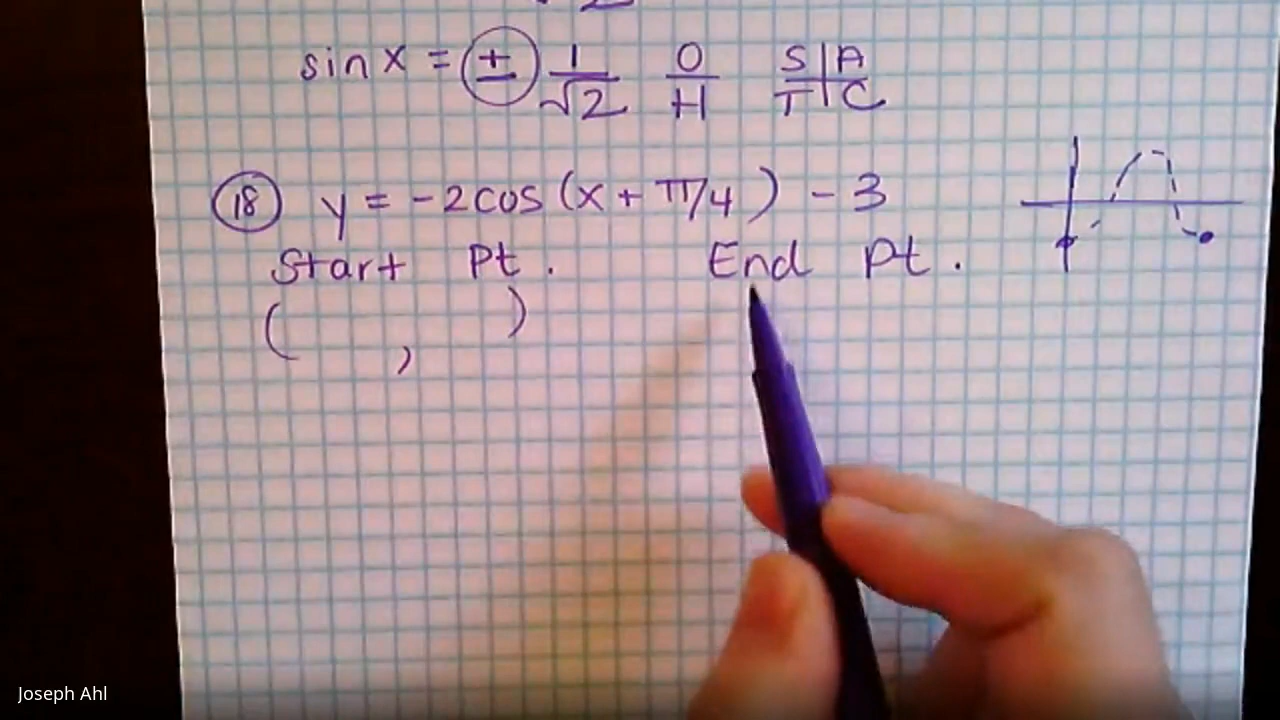 sin x = ± 1/√2 O/H S A T C
18 y = -2cos (x + π/4) - 3
Start Pt. End Pt.
( , )
Joseph Ahl